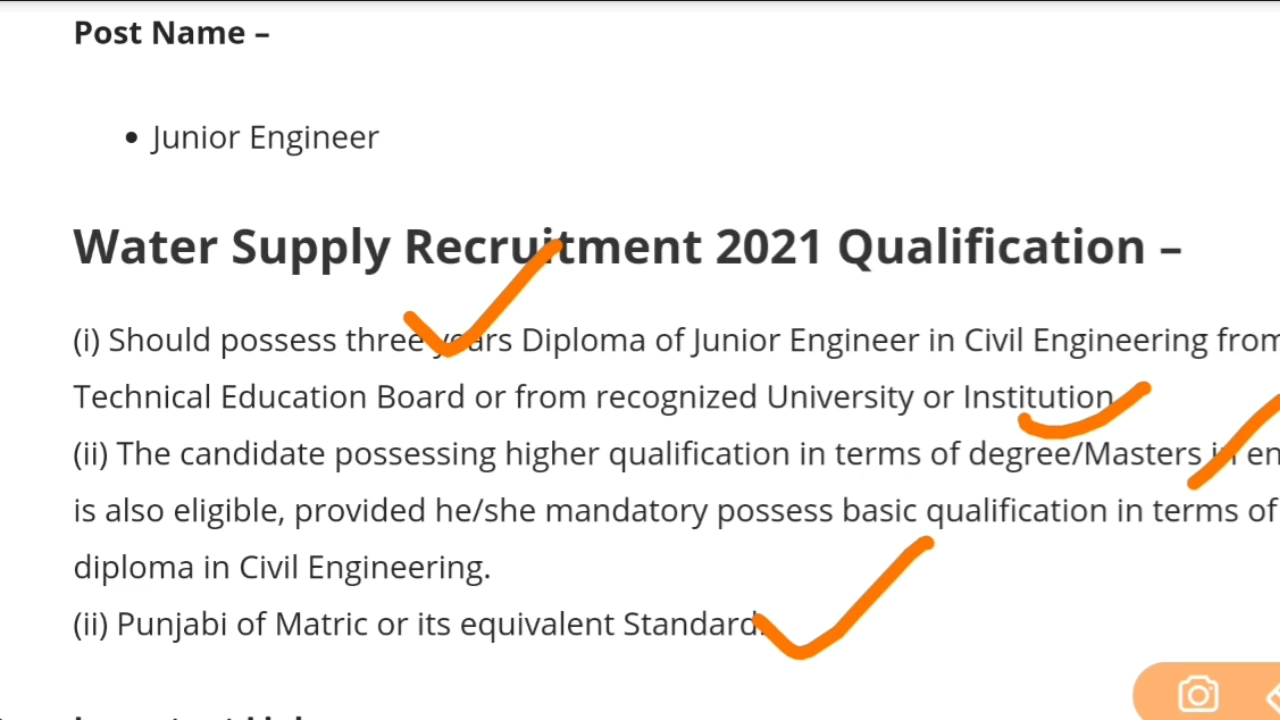 Post Name –
• Junior Engineer
Water Supply Recruitment 2021 Qualification –
(i) Should possess three years Diploma of Junior Engineer in Civil Engineering from
Technical Education Board or from recognized University or Institution
(ii) The candidate possessing higher qualification in terms of degree/Masters in en
is also eligible, provided he/she mandatory possess basic qualification in terms of
diploma in Civil Engineering.
(ii) Punjabi of Matric or its equivalent Standard.